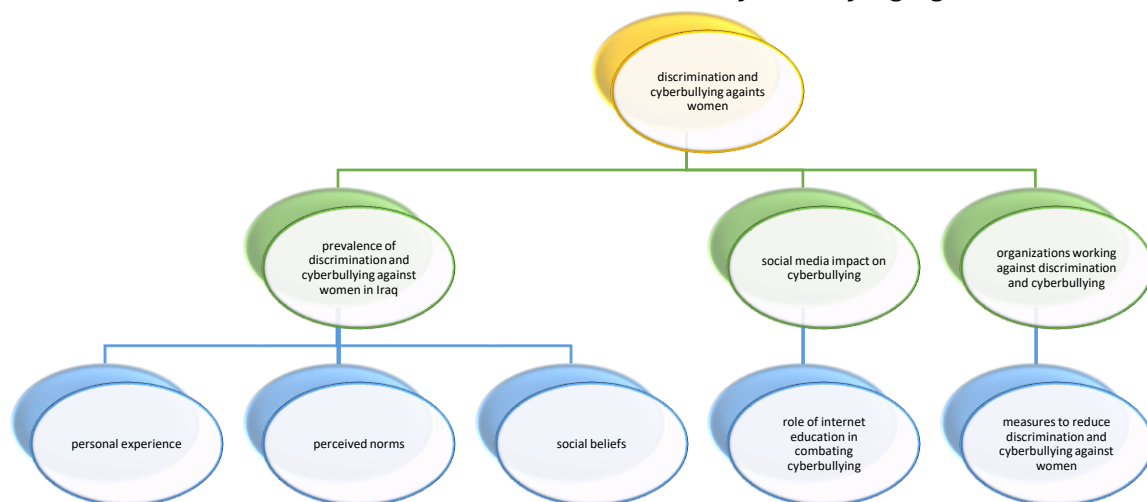 discrimination and
cyberbullying againts
women
prevalence of
discrimination and
cyberbullying against
women in Iraq
social media impact on
cyberbullying
organizations working
against discrimination
and cyberbullying
personal experience
perceived norms
social beliefs
role of internet
education in
combating
cyberbullying
measures to reduce
discrimination and
cyberbullying against
women